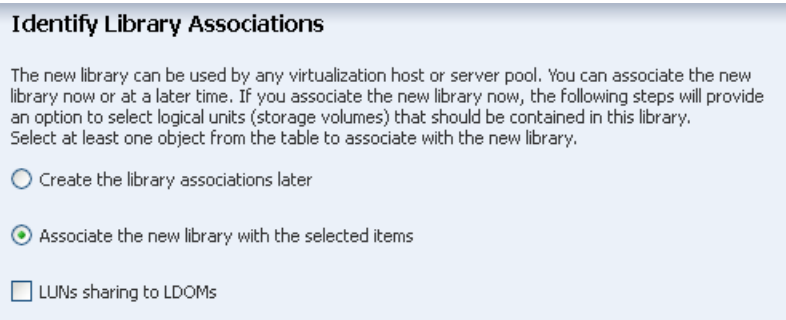 Identify Library Associations
The new library can be used by any virtualization host or server pool. You can associate the new
library now or at a later time. If you associate the new library now, the following steps will provide
an option to select logical units (storage volumes) that should be contained in this library.
Select at least one object from the table to associate with the new library.
Create the library associations later
Associate the new library with the selected items
LUNs sharing to LDOMs